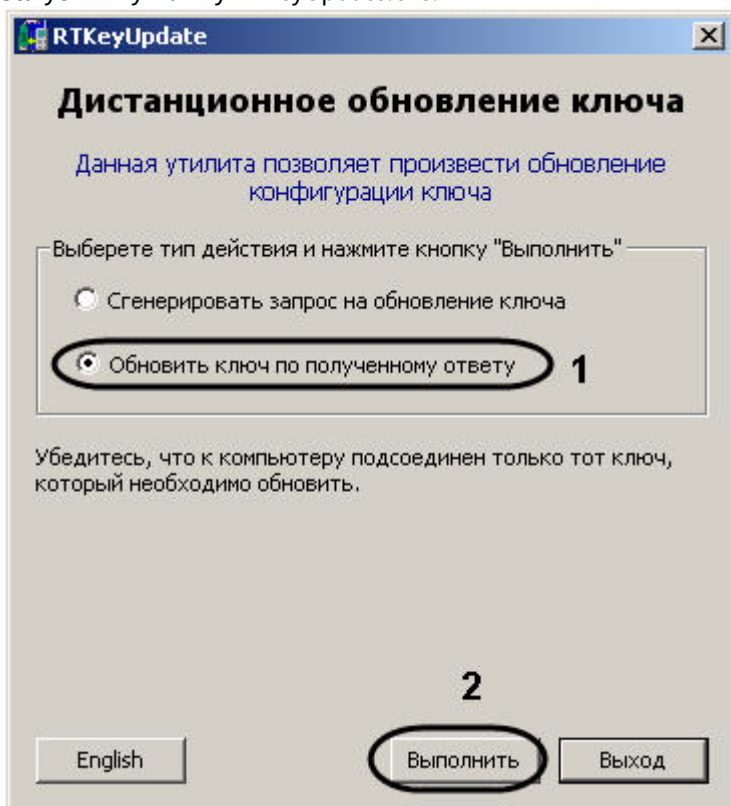 RTKeyUpdate
Дистанционное обновление ключа
Данная утилита позволяет произвести обновление
конфигурации ключа
Выберете тип действия и нажмите кнопку "Выполнить"
Сгенерировать запрос на обновление ключа
Обновить ключ по полученному ответу 1
Убедитесь, что к компьютеру подсоединен только тот ключ,
который необходимо обновить.
2
English Выполнить Выход